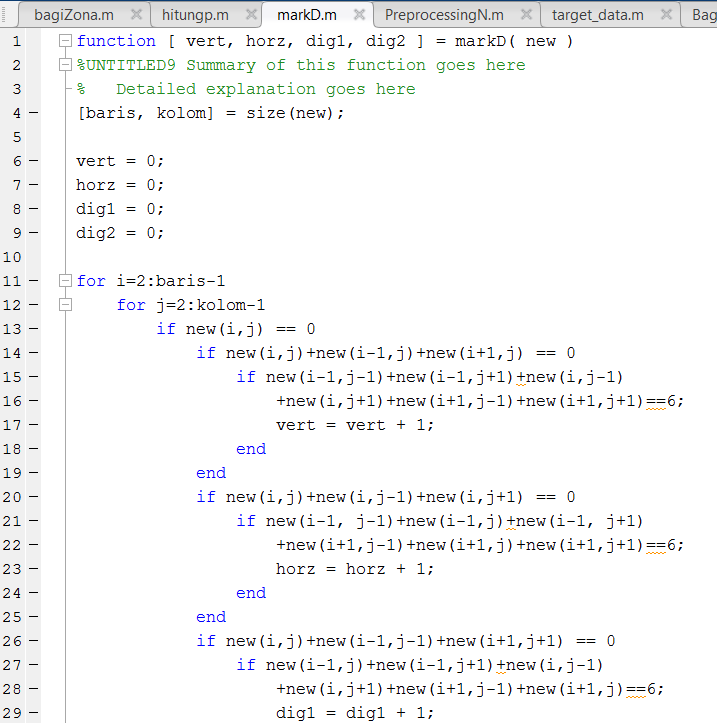 bagiZona.m hitungp.m markD.m PreprocessingN.m target_data.m Bag
1 function [ vert, horz, dig1, dig2 ] = markD( new )
2 %UNTITLED9 Summary of this function goes here
3 %   Detailed explanation goes here
4 – [baris, kolom] = size(new);
5
6 – vert = 0;
7 – horz = 0;
8 – dig1 = 0;
9 – dig2 = 0;
10
11 – for i=2:baris-1
12 –     for j=2:kolom-1
13 –         if new(i,j) == 0
14 –             if new(i,j)+new(i-1,j)+new(i+1,j) == 0
15 –                 if new(i-1,j-1)+new(i-1,j+1)+new(i,j-1)
16 –                     +new(i,j+1)+new(i+1,j-1)+new(i+1,j+1)==6;
17 –                     vert = vert + 1;
18 –                 end
19 –             end
20 –             if new(i,j)+new(i,j-1)+new(i,j+1) == 0
21 –                 if new(i-1, j-1)+new(i-1,j)+new(i-1, j+1)
22 –                     +new(i+1,j-1)+new(i+1,j)+new(i+1,j+1)==6;
23 –                     horz = horz + 1;
24 –                 end
25 –             end
26 –             if new(i,j)+new(i-1,j-1)+new(i+1,j+1) == 0
27 –                 if new(i-1,j)+new(i-1,j+1)+new(i,j-1)
28 –                     +new(i,j+1)+new(i+1,j-1)+new(i+1,j)==6;
29 –                     dig1 = dig1 + 1;